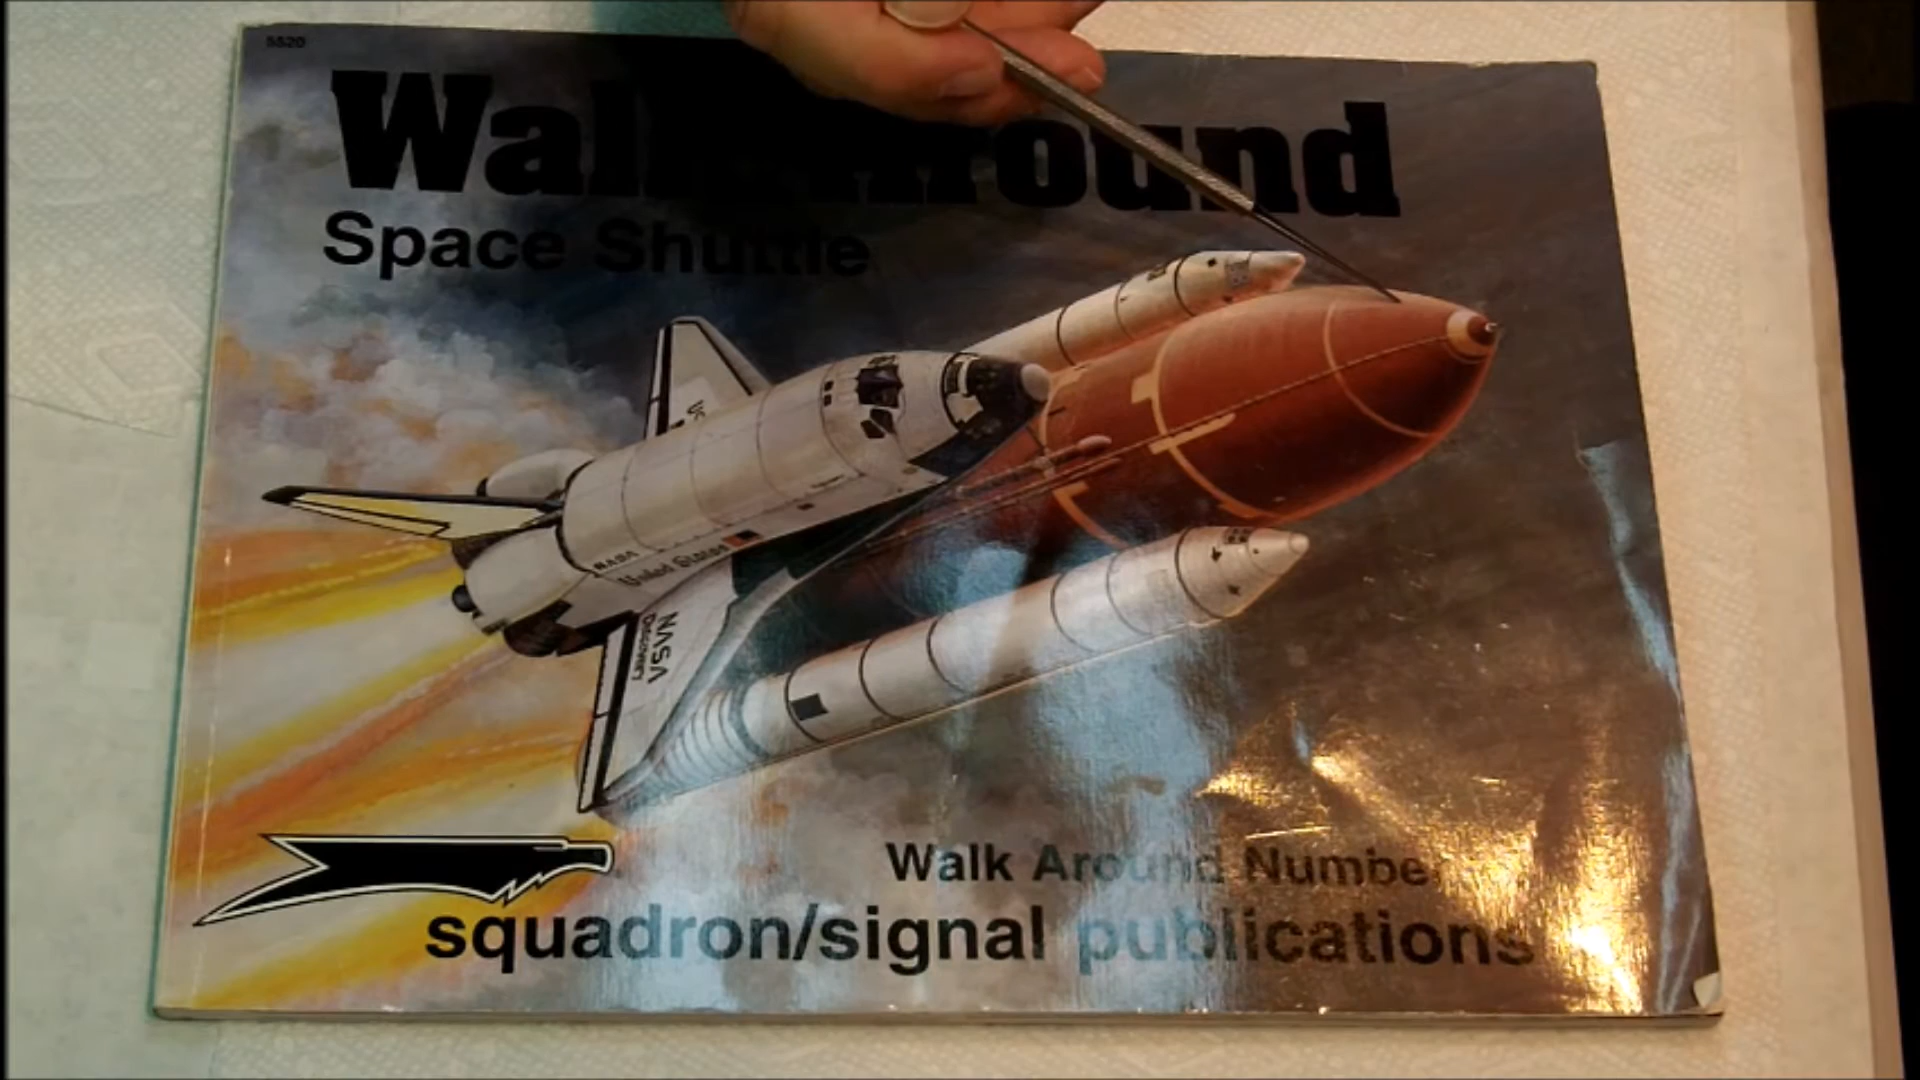 5520
Walk Around
Space Shuttle
NASA
United States
NASA
Discovery
Walk Around Number
squadron/signal publications